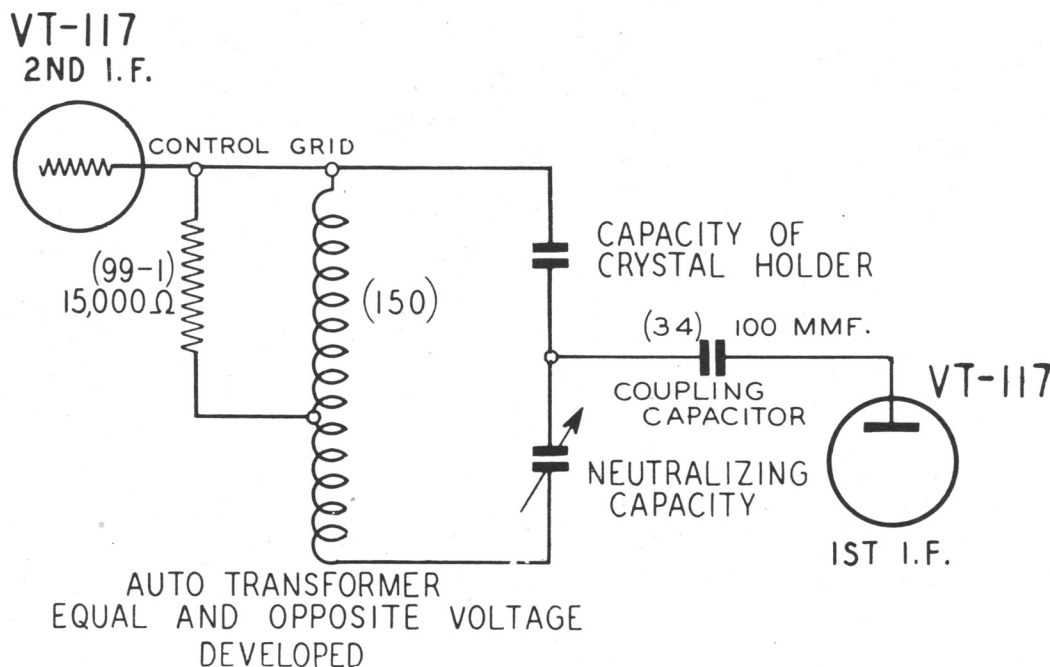 VT-117
2ND I.F.
CONTROL GRID
(99-1)
15,000Ω
(150)
CAPACITY OF
CRYSTAL HOLDER
(34) 100 MMF.
COUPLING
CAPACITOR
VT-117
NEUTRALIZING
CAPACITY
1ST I.F.
AUTO TRANSFORMER
EQUAL AND OPPOSITE VOLTAGE
DEVELOPED